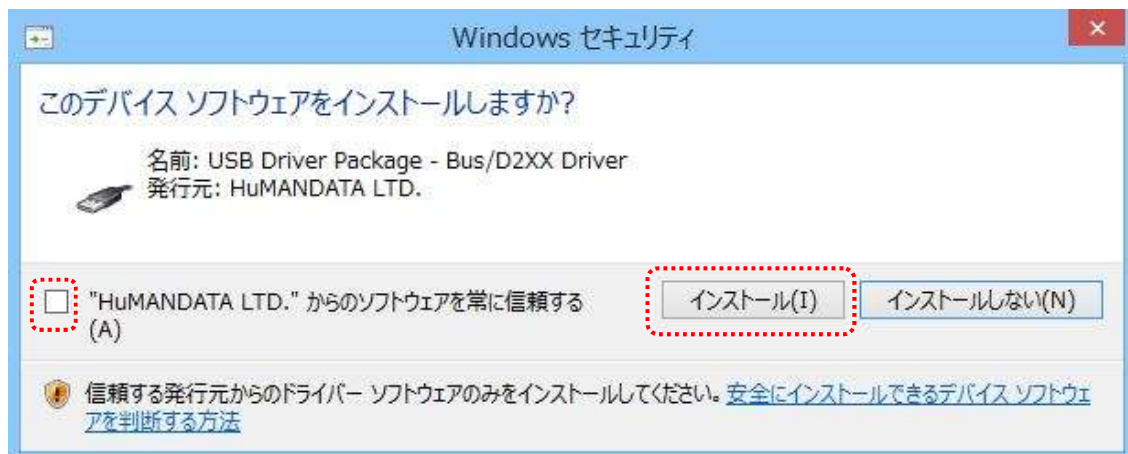 Windows セキュリティ
このデバイス ソフトウェアをインストールしますか?
名前: USB Driver Package - Bus/D2XX Driver
発行元: HuMANDATA LTD.
"HuMANDATA LTD." からのソフトウェアを常に信頼する
(A)
インストール(I)
インストールしない(N)
信頼する発行元からのドライバー ソフトウェアのみをインストールしてください。安全にインストールできるデバイス ソフトウェ
アを判断する方法